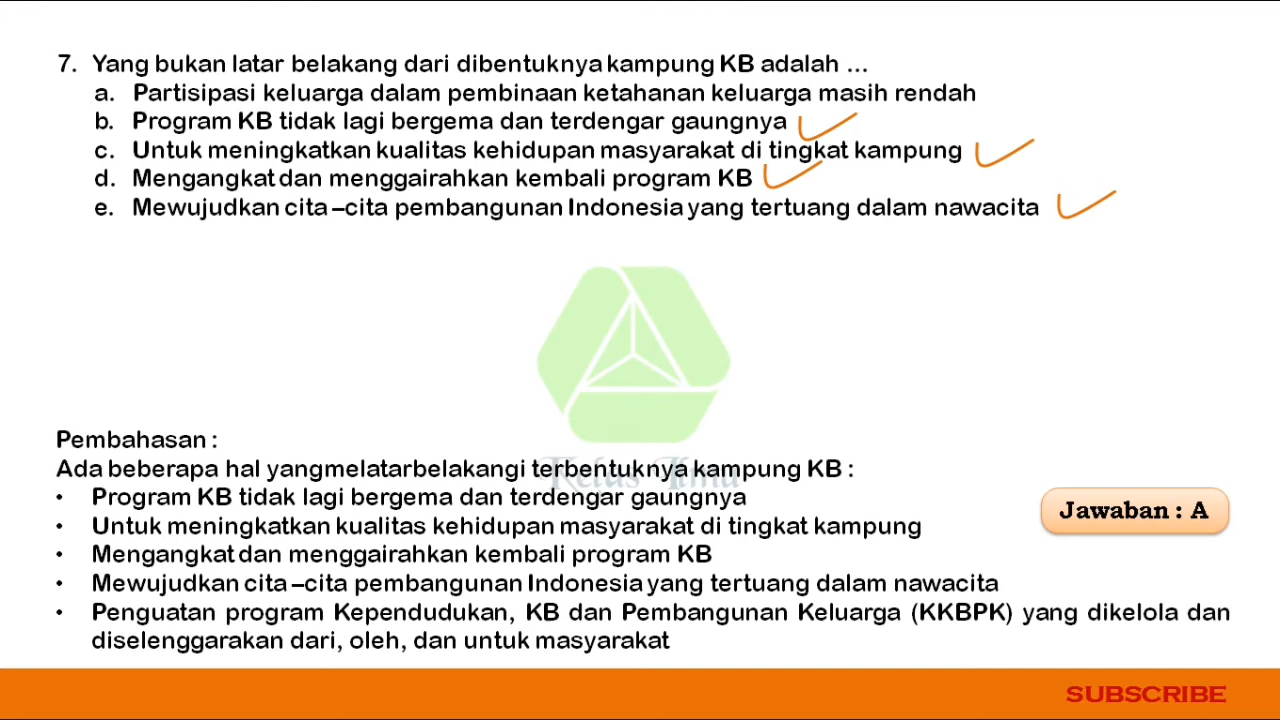 7. Yang bukan latar belakang dari dibentuknya kampung KB adalah ...
a. Partisipasi keluarga dalam pembinaan ketahanan keluarga masih rendah
b. Program KB tidak lagi bergema dan terdengar gaungnya
c. Untuk meningkatkan kualitas kehidupan masyarakat di tingkat kampung
d. Mengangkat dan menggairahkan kembali program KB
e. Mewujudkan cita –cita pembangunan Indonesia yang tertuang dalam nawacita
Pembahasan :
Ada beberapa hal yangmelatarbelakangi terbentuknya kampung KB :
Kelas Ilmu
• Program KB tidak lagi bergema dan terdengar gaungnya
• Untuk meningkatkan kualitas kehidupan masyarakat di tingkat kampung
• Mengangkat dan menggairahkan kembali program KB
• Mewujudkan cita –cita pembangunan Indonesia yang tertuang dalam nawacita
• Penguatan program Kependudukan, KB dan Pembangunan Keluarga (KKBPK) yang dikelola dan
diselenggarakan dari, oleh, dan untuk masyarakat
Jawaban : A
SUBSCRIBE